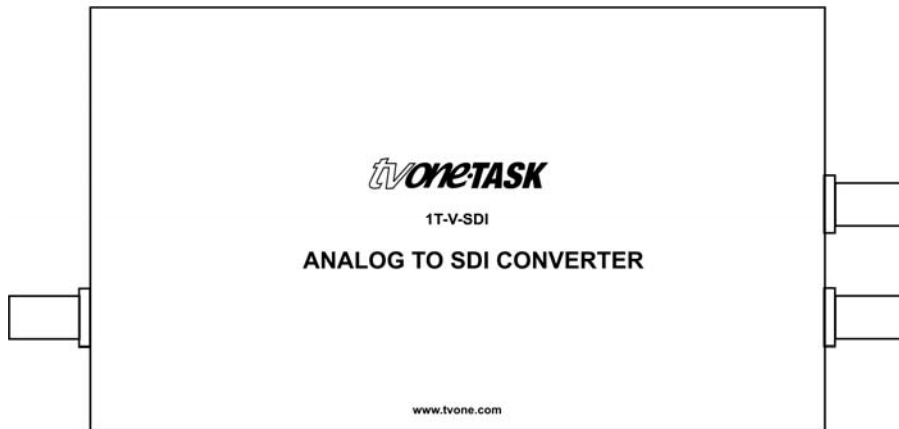 tvone·TASK
1T-V-SDI
ANALOG TO SDI CONVERTER
www.tvone.com